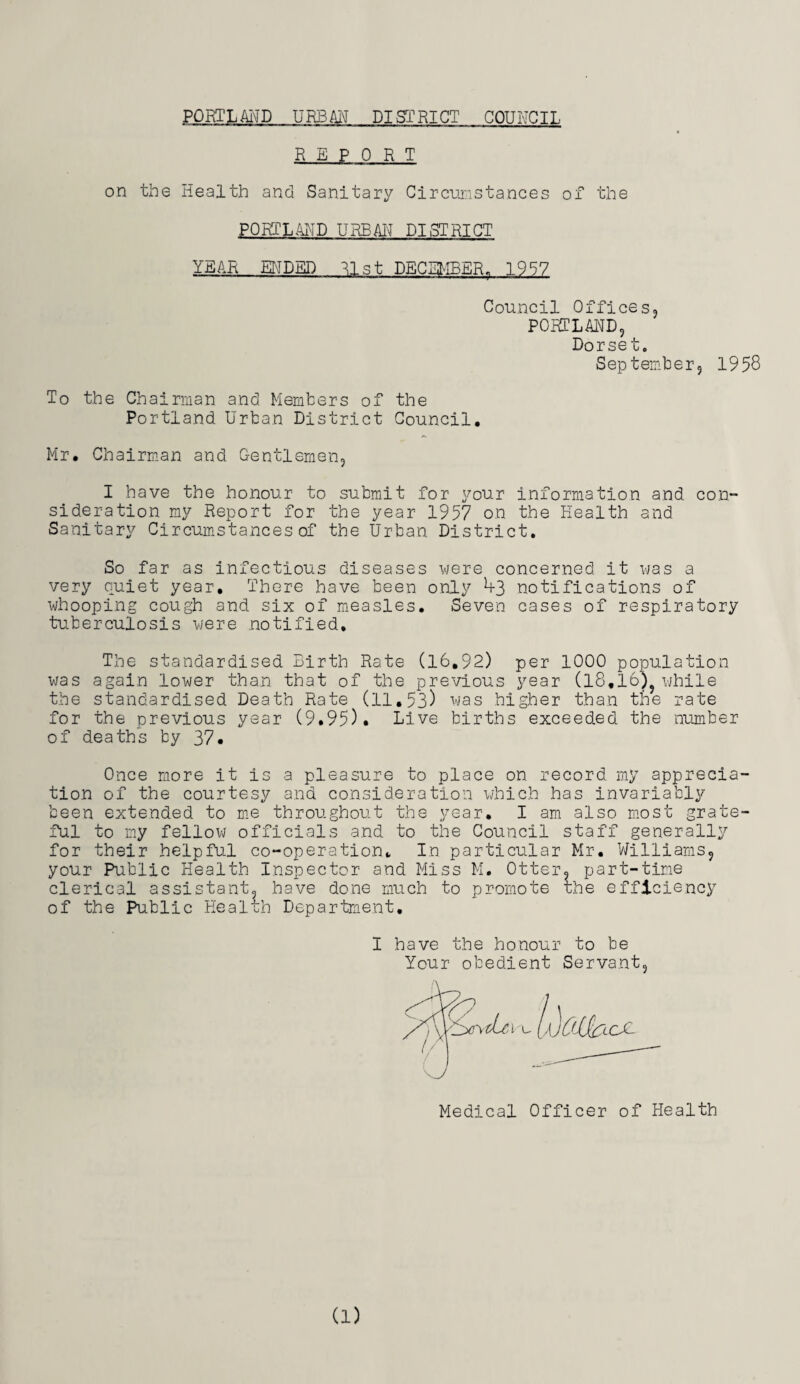 PORTLAND URBAN DISTRICT COUNCIL
REPORT
on the Health and Sanitary Circumstances of the
PORTLAND URBAN DISTRICT
YEAR ENDED 31st DECEMBER, 1957
Council Offices,
PORTLAND,
Dorset.
September, 1958
To the Chairman and Members of the
Portland Urban District Council.
Mr. Chairman and Gentlemen,
I have the honour to submit for your information and con-
sideration my Report for the year 1957 on the Health and
Sanitary Circumstances of the Urban District.
So far as infectious diseases were concerned it was a
very quiet year. There have been only 43 notifications of
whooping cough and six of measles. Seven cases of respiratory
tuberculosis were notified.
The standardised Birth Rate (16.92) per 1000 population
was again lower than that of the previous year (18.16), while
the standardised Death Rate (11.53) was higher than the rate
for the previous year (9.95). Live births exceeded the number
of deaths by 37.
Once more it is a pleasure to place on record my apprecia-
tion of the courtesy and consideration which has invariably
been extended to me throughout the year. I am also most grate-
ful to my fellow officials and to the Council staff generally
for their helpful co-operation. In particular Mr. Williams,
your Public Health Inspector and Miss M. Otter, part-time
clerical assistant, have done much to promote the efficiency
of the Public Health Department.
I have the honour to be
Your obedient Servant,
Wallace
Medical Officer of Health
(1)